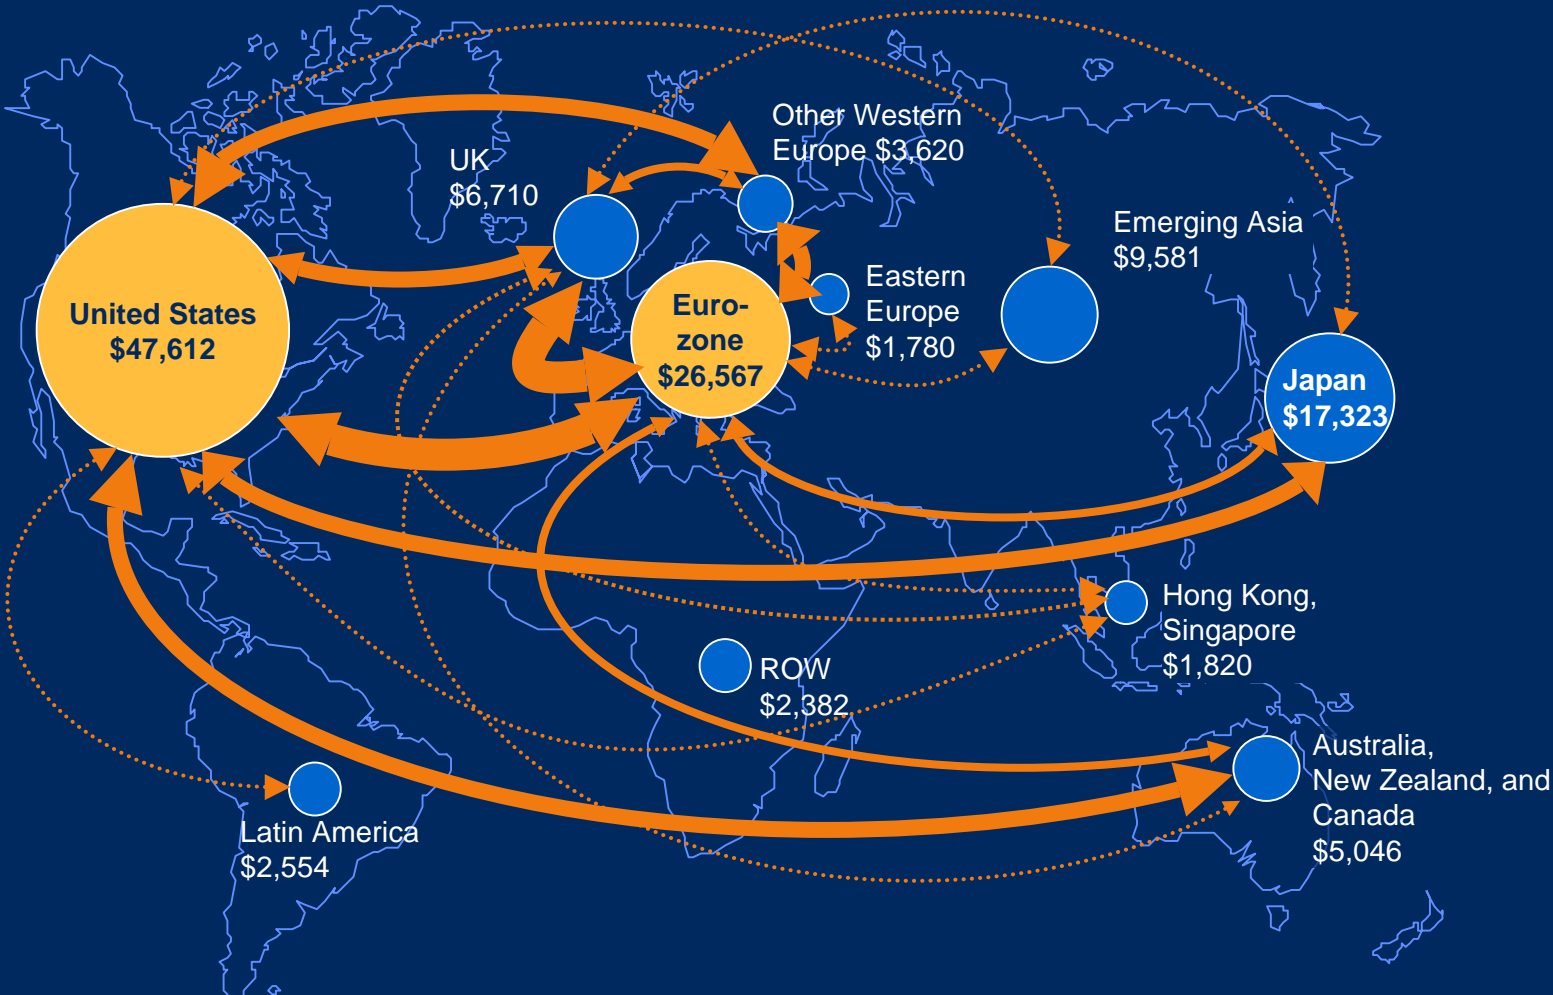 Other Western
Europe $3,620
UK
$6,710
Emerging Asia
$9,581
Eastern
Europe
$1,780
United States
$47,612
Euro-
zone
$26,567
Japan
$17,323
Hong Kong,
Singapore
$1,820
ROW
$2,382
Australia,
New Zealand, and
Canada
$5,046
Latin America
$2,554